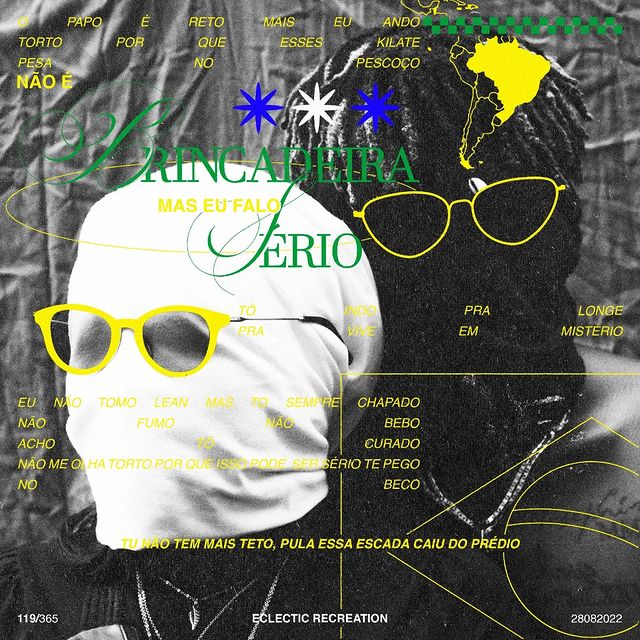 O PAPO É RETO MAIS EU ANDO
TORTO POR QUE ESSES KILATE
PESA NO PESCOÇO
NÃO É
BRINCADEIRA
MAS EU FALO
SÉRIO
TÔ INDO PRA LONGE
PRA VIVE EM MISTÉRIO
EU NÃO TOMO LEAN MAS TO SEMPRE CHAPADO
NÃO FUMO NÃO BEBO
ACHO TÔ CURADO
NÃO ME OLHA TORTO POR QUE ISSO PODE SER SÉRIO TE PEGO
NO BECO
TU NÃO TEM MAIS TETO, PULA ESSA ESCADA CAIU DO PRÉDIO
119/365
ECLECTIC RECREATION
28082022